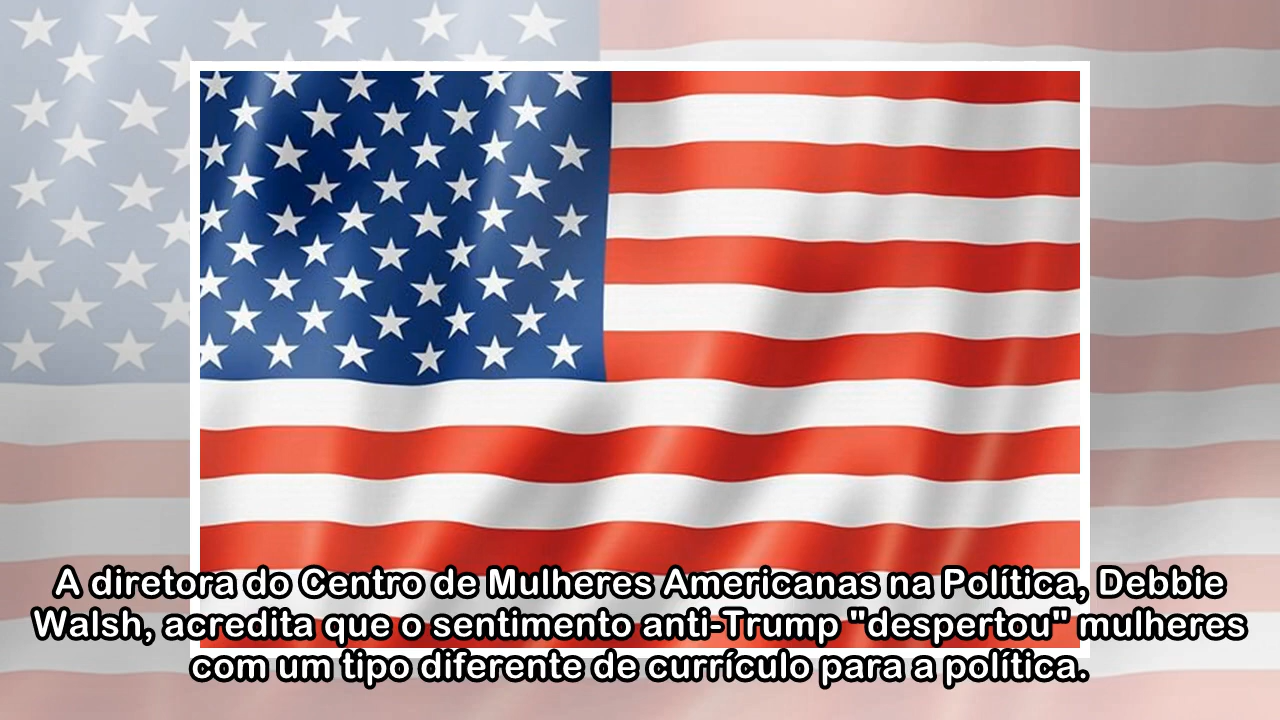 A diretora do Centro de Mulheres Americanas na Política, Debbie
Walsh, acredita que o sentimento anti-Trump "despertou" mulheres
com um tipo diferente de currículo para a política.